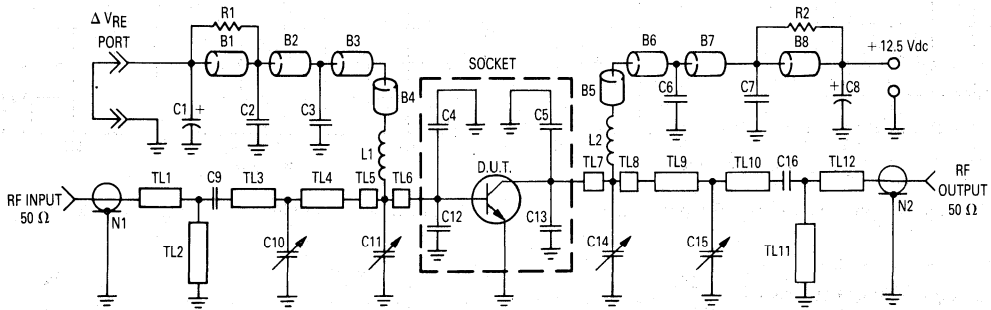 Δ VRE
PORT
R1
B1
B2
B3
B4
C1
+
C2
C3
L1
SOCKET
C4
C5
D.U.T.
C12
C13
B5
B6
B7
R2
B8
+ 12.5 Vdc
C6
C7
+
C8
L2
RF INPUT
50 Ω
N1
TL1
TL2
C9
TL3
C10
TL4
TL5
C11
TL6
TL7
C14
TL8
TL9
C15
TL10
C16
TL11
TL12
N2
RF
OUTPUT
50 Ω